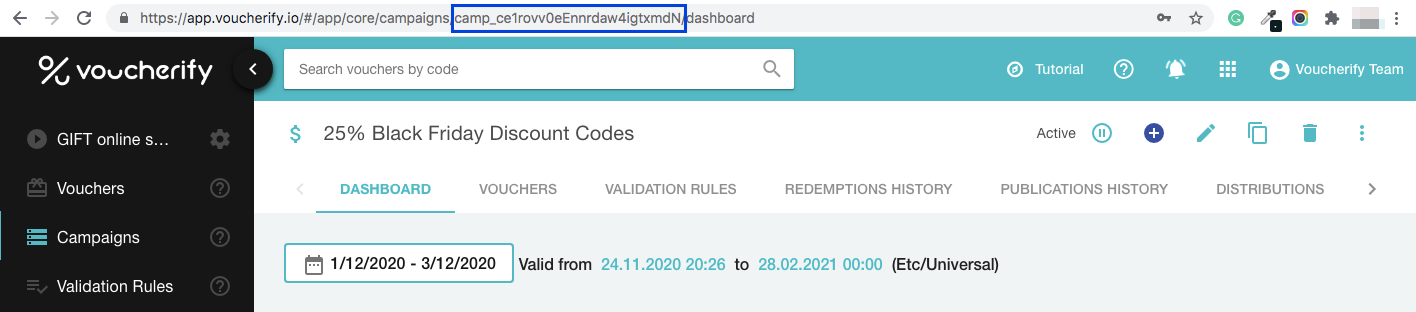 https://app.voucherify.io/#/app/core/campaigns/camp_ce1rovv0eEnnrdaw4igtxmdN/dashboard
voucherify
Search vouchers by code
Tutorial
Voucherify Team
GIFT online s...
25% Black Friday Discount Codes
Active
Vouchers
DASHBOARD VOUCHERS VALIDATION RULES REDEMPTIONS HISTORY PUBLICATIONS HISTORY DISTRIBUTIONS
Campaigns
1/12/2020 - 3/12/2020 Valid from 24.11.2020 20:26 to 28.02.2021 00:00 (Etc/Universal)
Validation Rules